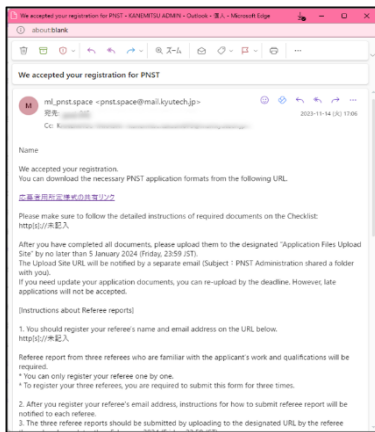 We accepted your registration for PNST - KANEMITSU ADMIN - Outlook - 個人 - Microsoft Edge
about:blank
ズーム
We accepted your registration for PNST
M
ml_pnst.space <pnst.space@mail.kyutech.jp>
宛先:
Cc:
2023-11-14 (火) 17:06
Name
We accepted your registration.
You can download the necessary PNST application formats from the following URL.
応募者用所定様式の共有リンク
Please make sure to follow the detailed instructions of required documents on the Checklist:
http[s]://未記入
After you have completed all documents, please upload them to the designated "Application Files Upload
Site" by no later than 5 January 2024 (Friday, 23:59 JST).
The Upload Site URL will be notified by a separate email (Subject：PNST Administration shared a folder
with you).
If you need update your application documents, you can re-upload by the deadline. However, late
applications will not be accepted.
[Instructions about Referee reports]
1. You should register your referee's name and email address on the URL below.
http[s]://未記入
Referee report from three referees who are familiar with the applicant's work and qualifications will be
required.
* You can only register your referee one by one.
* To register your three referees, you are required to submit this form for three times.
2. After you register your referee's email address, instructions for how to submit referee report will be
notified to each referee.
3. The three referee reports should be submitted by uploading to the designated URL by the referee